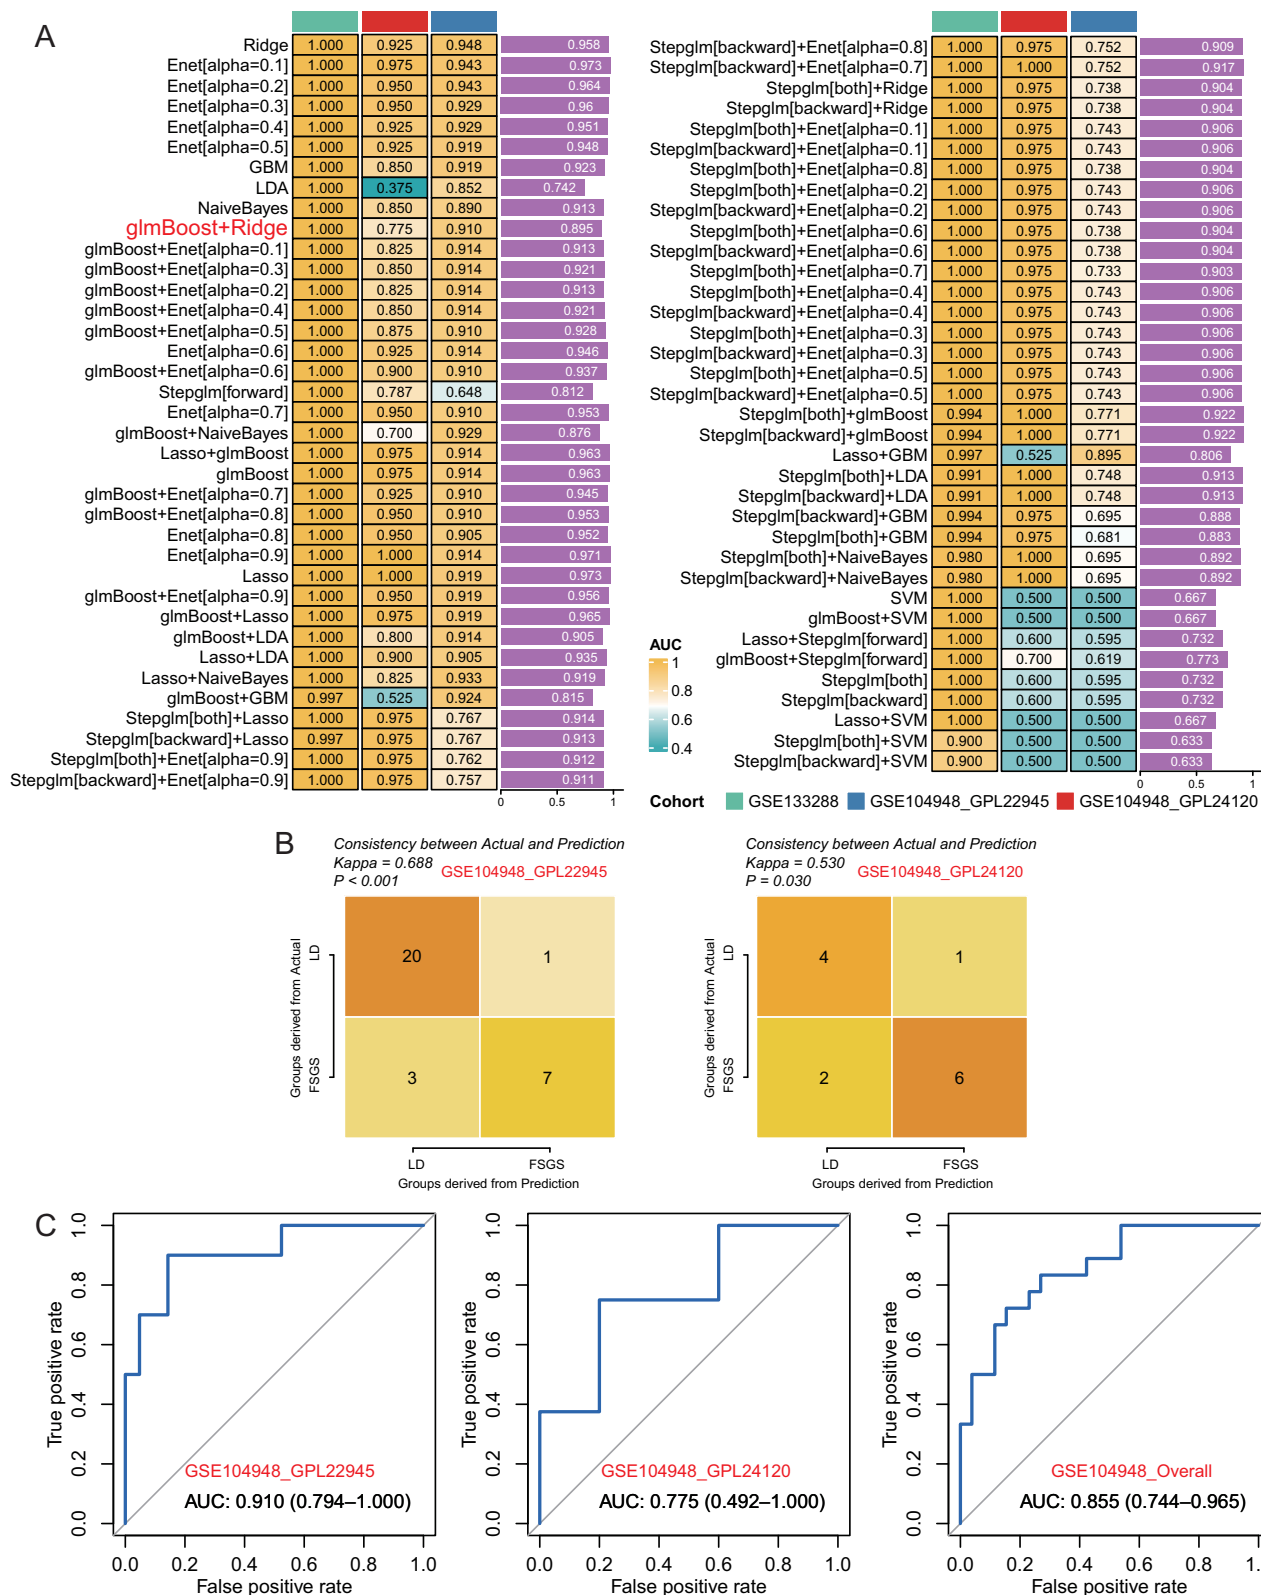 A
Ridge 1.000 0.925 0.948 0.958
Enet[alpha=0.1] 1.000 0.975 0.943 0.973
Enet[alpha=0.2] 1.000 0.950 0.943 0.964
Enet[alpha=0.3] 1.000 0.950 0.929 0.96
Enet[alpha=0.4] 1.000 0.925 0.929 0.951
Enet[alpha=0.5] 1.000 0.925 0.919 0.948
GBM 1.000 0.850 0.919 0.923
LDA 1.000 0.375 0.852 0.742
NaiveBayes 1.000 0.850 0.890 0.913
glmBoost+Ridge 1.000 0.775 0.910 0.895
glmBoost+Enet[alpha=0.1] 1.000 0.825 0.914 0.913
glmBoost+Enet[alpha=0.3] 1.000 0.850 0.914 0.921
glmBoost+Enet[alpha=0.2] 1.000 0.825 0.914 0.913
glmBoost+Enet[alpha=0.4] 1.000 0.850 0.914 0.921
glmBoost+Enet[alpha=0.5] 1.000 0.875 0.910 0.928
Enet[alpha=0.6] 1.000 0.925 0.914 0.946
glmBoost+Enet[alpha=0.6] 1.000 0.900 0.910 0.937
Stepglm[forward] 1.000 0.787 0.648 0.812
Enet[alpha=0.7] 1.000 0.950 0.910 0.953
glmBoost+NaiveBayes 1.000 0.700 0.929 0.876
Lasso+glmBoost 1.000 0.975 0.914 0.963
glmBoost 1.000 0.975 0.914 0.963
glmBoost+Enet[alpha=0.7] 1.000 0.925 0.910 0.945
glmBoost+Enet[alpha=0.8] 1.000 0.950 0.910 0.953
Enet[alpha=0.8] 1.000 0.950 0.905 0.952
Enet[alpha=0.9] 1.000 1.000 0.914 0.971
Lasso 1.000 1.000 0.919 0.973
glmBoost+Enet[alpha=0.9] 1.000 0.950 0.919 0.956
glmBoost+Lasso 1.000 0.975 0.919 0.965
glmBoost+LDA 1.000 0.800 0.914 0.905
Lasso+LDA 1.000 0.900 0.905 0.935
Lasso+NaiveBayes 1.000 0.825 0.933 0.919
glmBoost+GBM 0.997 0.525 0.924 0.815
Stepglm[both]+Lasso 1.000 0.975 0.767 0.914
Stepglm[backward]+Lasso 0.997 0.975 0.767 0.913
Stepglm[both]+Enet[alpha=0.9] 1.000 0.975 0.762 0.912
Stepglm[backward]+Enet[alpha=0.9] 1.000 0.975 0.757 0.911
0 0.5 1
Stepglm[backward]+Enet[alpha=0.8] 1.000 0.975 0.752 0.909
Stepglm[backward]+Enet[alpha=0.7] 1.000 1.000 0.752 0.917
Stepglm[both]+Ridge 1.000 0.975 0.738 0.904
Stepglm[backward]+Ridge 1.000 0.975 0.738 0.904
Stepglm[both]+Enet[alpha=0.1] 1.000 0.975 0.743 0.906
Stepglm[backward]+Enet[alpha=0.1] 1.000 0.975 0.743 0.906
Stepglm[both]+Enet[alpha=0.8] 1.000 0.975 0.738 0.904
Stepglm[both]+Enet[alpha=0.2] 1.000 0.975 0.743 0.906
Stepglm[backward]+Enet[alpha=0.2] 1.000 0.975 0.743 0.906
Stepglm[both]+Enet[alpha=0.6] 1.000 0.975 0.738 0.904
Stepglm[backward]+Enet[alpha=0.6] 1.000 0.975 0.738 0.904
Stepglm[both]+Enet[alpha=0.7] 1.000 0.975 0.733 0.903
Stepglm[both]+Enet[alpha=0.4] 1.000 0.975 0.743 0.906
Stepglm[backward]+Enet[alpha=0.4] 1.000 0.975 0.743 0.906
Stepglm[both]+Enet[alpha=0.3] 1.000 0.975 0.743 0.906
Stepglm[backward]+Enet[alpha=0.3] 1.000 0.975 0.743 0.906
Stepglm[both]+Enet[alpha=0.5] 1.000 0.975 0.743 0.906
Stepglm[backward]+Enet[alpha=0.5] 1.000 0.975 0.743 0.906
Stepglm[both]+glmBoost 0.994 1.000 0.771 0.922
Stepglm[backward]+glmBoost 0.994 1.000 0.771 0.922
Lasso+GBM 0.997 0.525 0.895 0.806
Stepglm[both]+LDA 0.991 1.000 0.748 0.913
Stepglm[backward]+LDA 0.991 1.000 0.748 0.913
Stepglm[backward]+GBM 0.994 0.975 0.695 0.888
Stepglm[both]+GBM 0.994 0.975 0.681 0.883
Stepglm[both]+NaiveBayes 0.980 1.000 0.695 0.892
Stepglm[backward]+NaiveBayes 0.980 1.000 0.695 0.892
SVM 1.000 0.500 0.500 0.667
glmBoost+SVM 1.000 0.500 0.500 0.667
Lasso+Stepglm[forward] 1.000 0.600 0.595 0.732
glmBoost+Stepglm[forward] 1.000 0.700 0.619 0.773
Stepglm[both] 1.000 0.600 0.595 0.732
Stepglm[backward] 1.000 0.600 0.595 0.732
Lasso+SVM 1.000 0.500 0.500 0.667
Stepglm[both]+SVM 0.900 0.500 0.500 0.633
Stepglm[backward]+SVM 0.900 0.500 0.500 0.633
0 0.5 1
AUC
1
0.8
0.6
0.4
Cohort GSE133288 GSE104948_GPL22945 GSE104948_GPL24120
B
Consistency between Actual and Prediction
Kappa = 0.688
P < 0.001
GSE104948_GPL22945
Groups derived from Actual
LD
FSGS
20 1
3 7
LD FSGS
Groups derived from Prediction
Consistency between Actual and Prediction
Kappa = 0.530
P = 0.030
GSE104948_GPL24120
Groups derived from Actual
LD
FSGS
4 1
2 6
LD FSGS
Groups derived from Prediction
C
True positive rate
1.0
0.8
0.6
0.4
0.2
0.0
GSE104948_GPL22945
AUC: 0.910 (0.794–1.000)
0.0 0.2 0.4 0.6 0.8 1.0
False positive rate
True positive rate
1.0
0.8
0.6
0.4
0.2
0.0
GSE104948_GPL24120
AUC: 0.775 (0.492–1.000)
0.0 0.2 0.4 0.6 0.8 1.0
False positive rate
True positive rate
1.0
0.8
0.6
0.4
0.2
0.0
GSE104948_Overall
AUC: 0.855 (0.744–0.965)
0.0 0.2 0.4 0.6 0.8 1.0
False positive rate